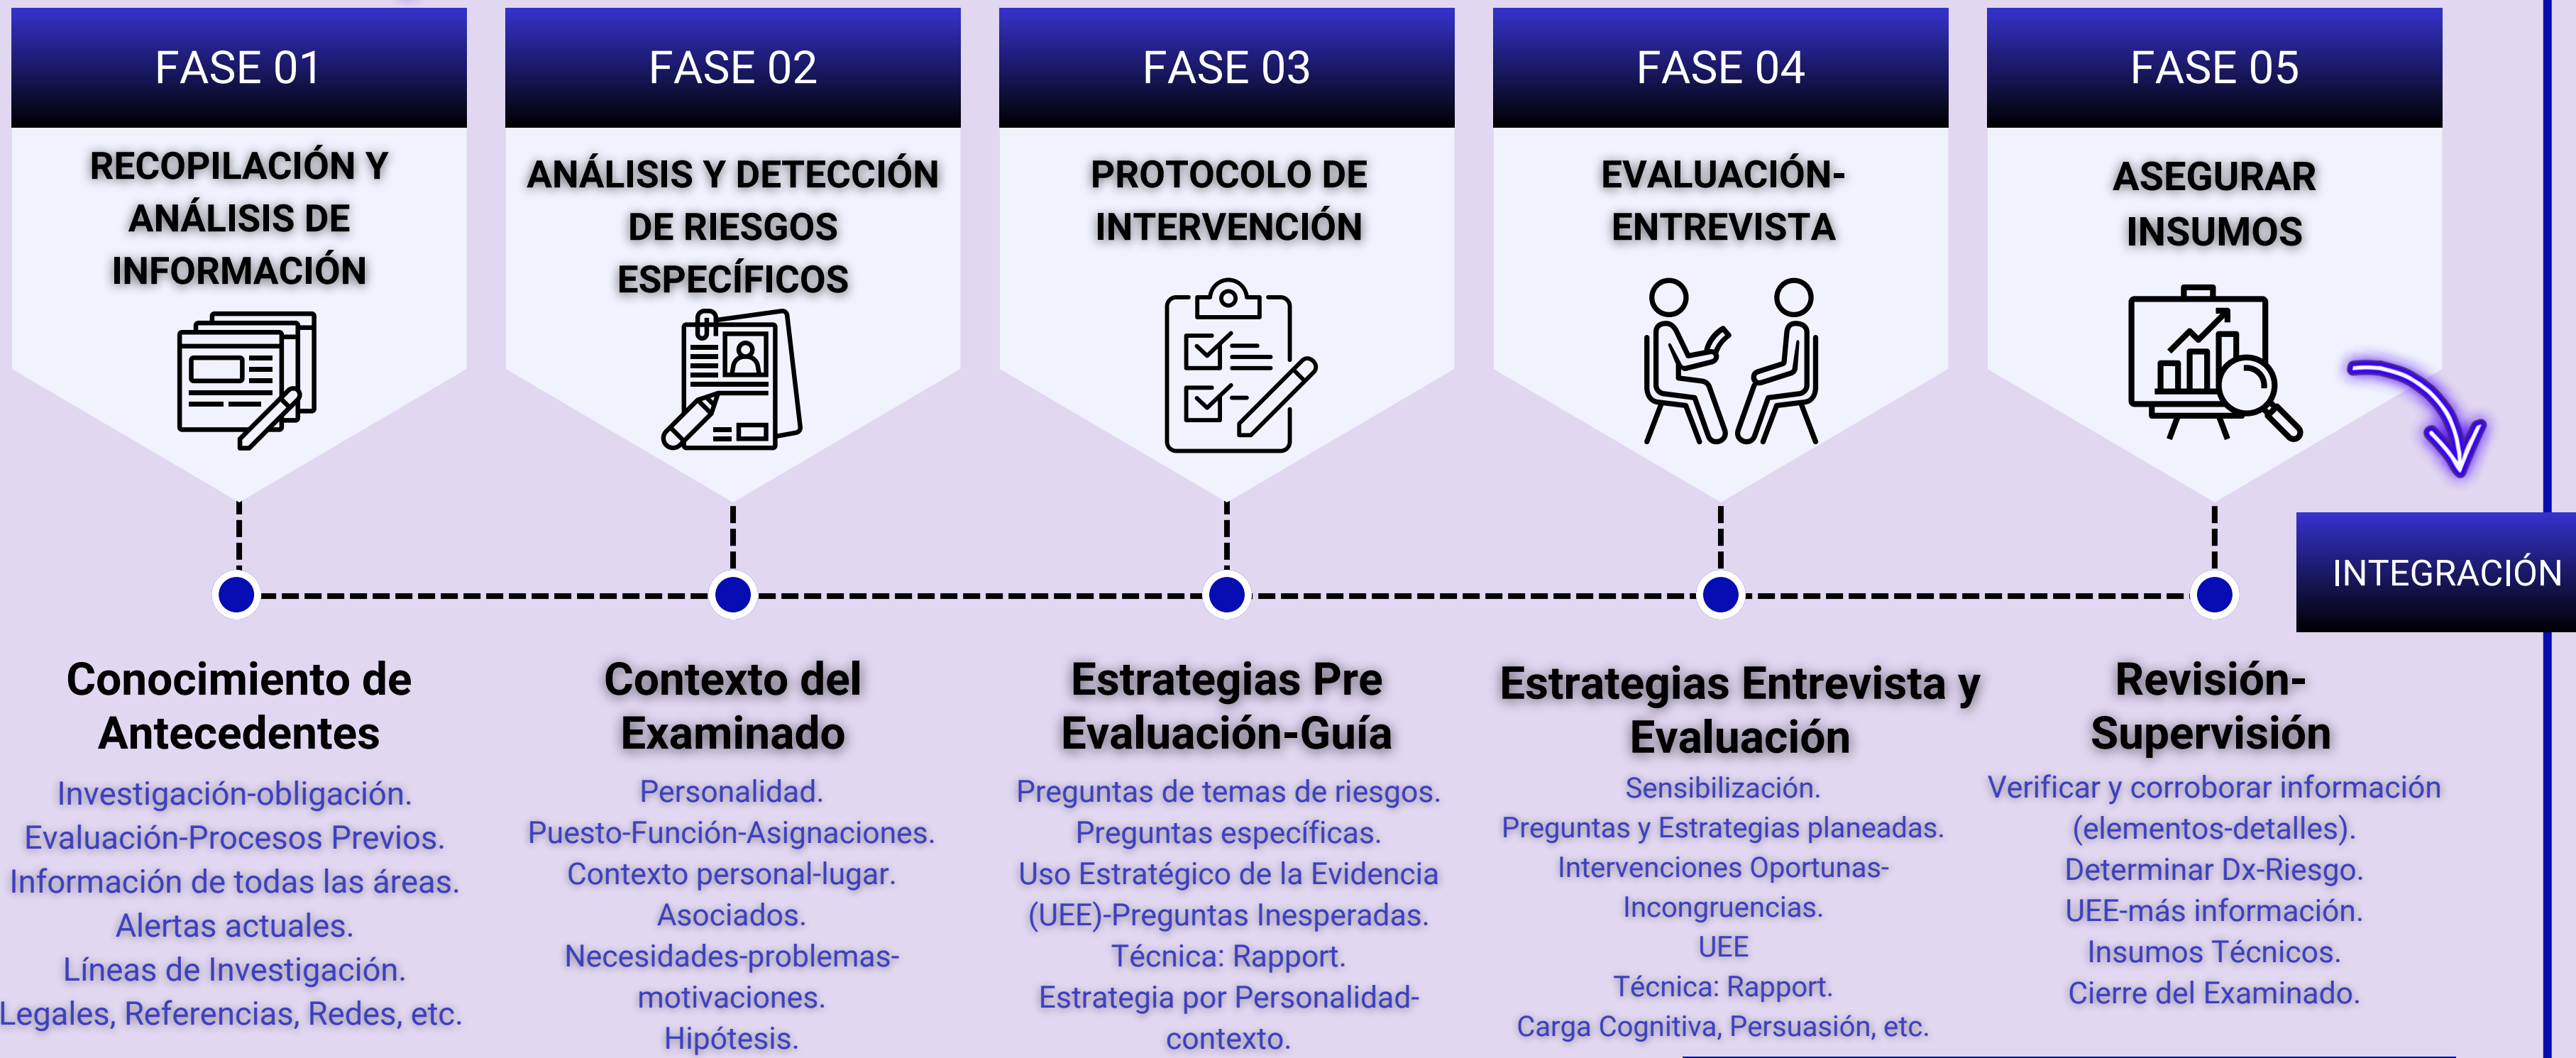 FASE 01
RECOPILACIÓN Y
ANÁLISIS DE
INFORMACIÓN
Conocimiento de
Antecedentes
Investigación-obligación.
Evaluación-Procesos Previos.
Información de todas las áreas.
Alertas actuales.
Líneas de Investigación.
Legales, Referencias, Redes, etc.
FASE 02
ANÁLISIS Y DETECCIÓN
DE RIESGOS
ESPECÍFICOS
Contexto del
Examinado
Personalidad.
Puesto-Función-Asignaciones.
Contexto personal-lugar.
Asociados.
Necesidades-problemas-
motivaciones.
Hipótesis.
FASE 03
PROTOCOLO DE
INTERVENCIÓN
Estrategias Pre
Evaluación-Guía
Preguntas de temas de riesgos.
Preguntas específicas.
Uso Estratégico de la Evidencia
(UEE)-Preguntas Inesperadas.
Técnica: Rapport.
Estrategia por Personalidad-
contexto.
FASE 04
EVALUACIÓN-
ENTREVISTA
Estrategias Entrevista y
Evaluación
Sensibilización.
Preguntas y Estrategias planeadas.
Intervenciones Oportunas-
Incongruencias.
UEE
Técnica: Rapport.
Carga Cognitiva, Persuasión, etc.
FASE 05
ASEGURAR
INSUMOS
Revisión-
Supervisión
Verificar y corroborar información
(elementos-detalles).
Determinar Dx-Riesgo.
UEE-más información.
Insumos Técnicos.
Cierre del Examinado.
INTEGRACIÓN